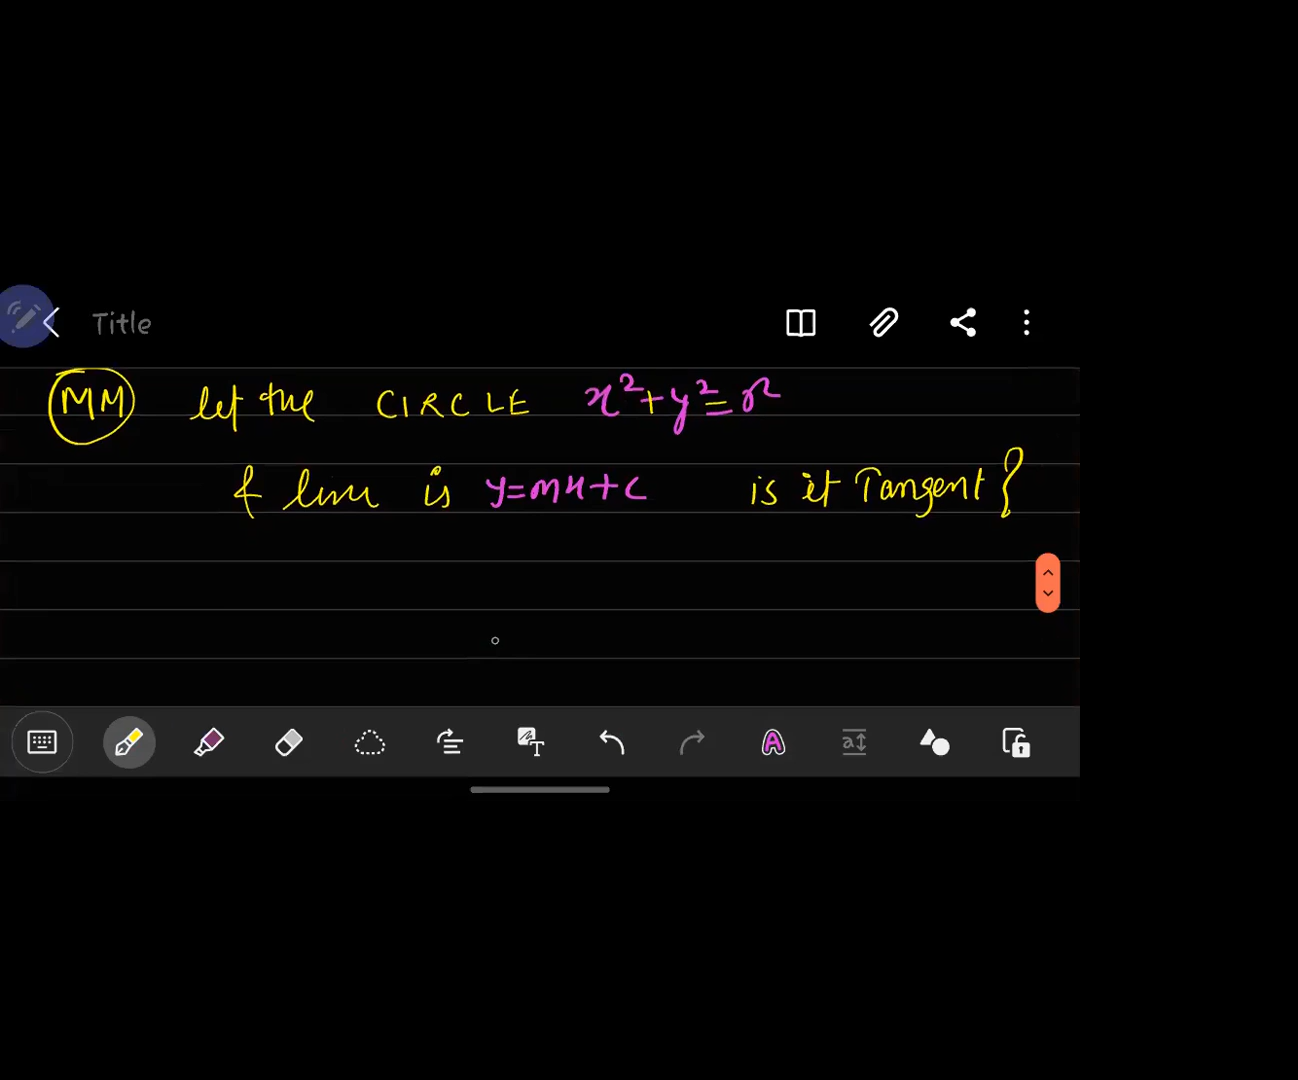 Title
MM let the CIRCLE x²+y²=r²
& line is y=mx+c is it Tangent?